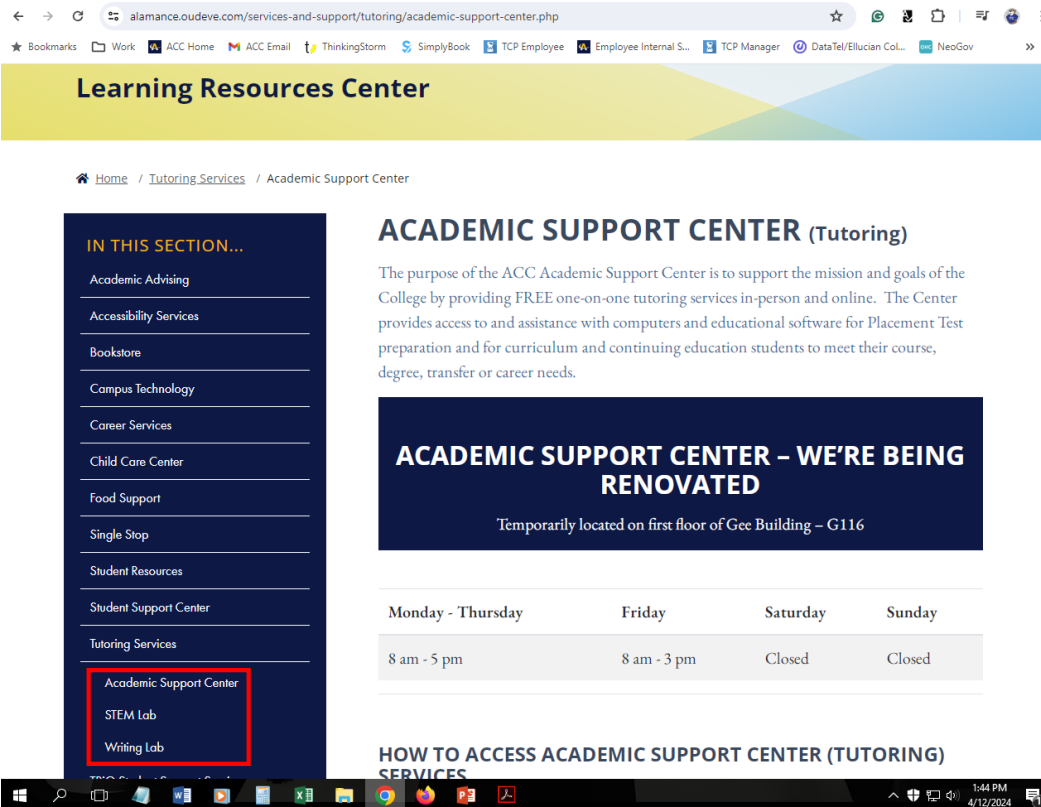 alamance.oudeve.com/services-and-support/tutoring/academic-support-center.php
Bookmarks Work ACC Home ACC Email ThinkingStorm SimplyBook TCP Employee Employee Internal S... TCP Manager DataTel/Ellucian Col... NeoGov »
Learning Resources Center
Home / Tutoring Services / Academic Support Center
IN THIS SECTION...
Academic Advising
Accessibility Services
Bookstore
Campus Technology
Career Services
Child Care Center
Food Support
Single Stop
Student Resources
Student Support Center
Tutoring Services
Academic Support Center
STEM Lab
Writing Lab
ACADEMIC SUPPORT CENTER (Tutoring)
The purpose of the ACC Academic Support Center is to support the mission and goals of the
College by providing FREE one-on-one tutoring services in-person and online. The Center
provides access to and assistance with computers and educational software for Placement Test
preparation and for curriculum and continuing education students to meet their course,
degree, transfer or career needs.
ACADEMIC SUPPORT CENTER – WE’RE BEING
RENOVATED
Temporarily located on first floor of Gee Building – G116
Monday - Thursday Friday Saturday Sunday
8 am - 5 pm 8 am - 3 pm Closed Closed
HOW TO ACCESS ACADEMIC SUPPORT CENTER (TUTORING)
SERVICES
1:44 PM
4/12/2024